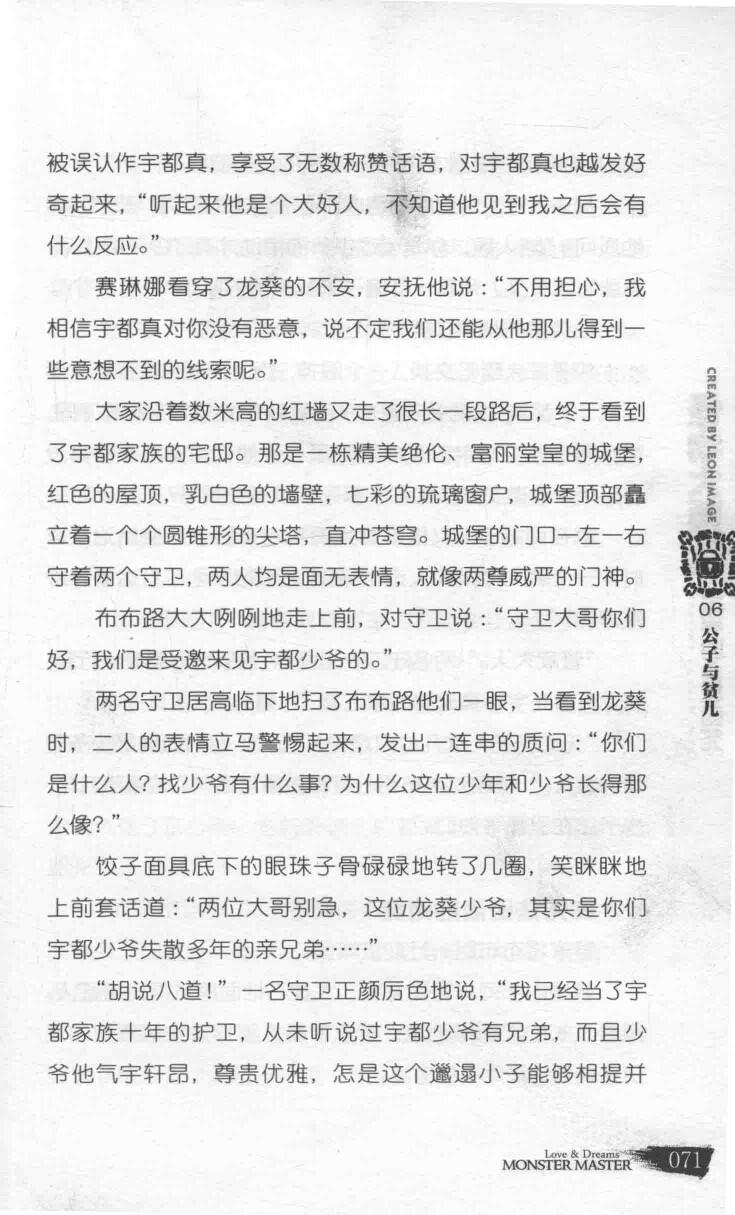 被误认作宇都真，享受了无数称赞话语，对宇都真也越发好
奇起来，“听起来他是个大好人，不知道他见到我之后会有
什么反应。”
赛琳娜看穿了龙葵的不安，安抚他说：“不用担心，我
相信宇都真对你没有恶意，说不定我们还能从他那儿得到一
些意想不到的线索呢。”
大家沿着数米高的红墙又走了很长一段路后，终于看到
了宇都家族的宅邸。那是一栋精美绝伦、富丽堂皇的城堡，
红色的屋顶，乳白色的墙壁，七彩的琉璃窗户，城堡顶部矗
立着一个个圆锥形的尖塔，直冲苍穹。城堡的门口一左一右
守着两个守卫，两人均是面无表情，就像两尊威严的门神。
布布路大大咧咧地走上前，对守卫说：“守卫大哥你们
好，我们是受邀来见宇都少爷的。”
两名守卫居高临下地扫了布布路他们一眼，当看到龙葵
时，二人的表情立马警惕起来，发出一连串的质问：“你们
是什么人？找少爷有什么事？为什么这位少年和少爷长得那
么像？”
饺子面具底下的眼珠子骨碌碌地转了几圈，笑眯眯地
上前套话道：“两位大哥别急，这位龙葵少爷，其实是你们
宇都少爷失散多年的亲兄弟……”
“胡说八道！”一名守卫正颜厉色地说，“我已经当了宇
都家族十年的护卫，从未听说过宇都少爷有兄弟，而且少
爷他气宇轩昂，尊贵优雅，怎是这个邋遢小子能够相提并
CREATED BY LEON IMAGE
06
公子与贫儿
Love & Dreams
MONSTER MASTER
071